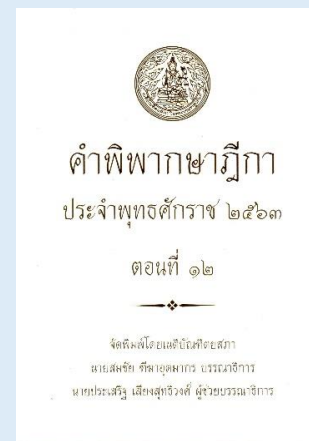 คำพิพากษาฎีกา
ประจำพุทธศักราช ๒๕๖๓
ตอนที่ ๑๒
จัดพิมพ์โดยเนติบัณฑิตยสภา
นายสมชัย ฑีฆาอุตมากร บรรณาธิการ
นายประเสริฐ เสียงสุทธิวงศ์ ผู้ช่วยบรรณาธิการ